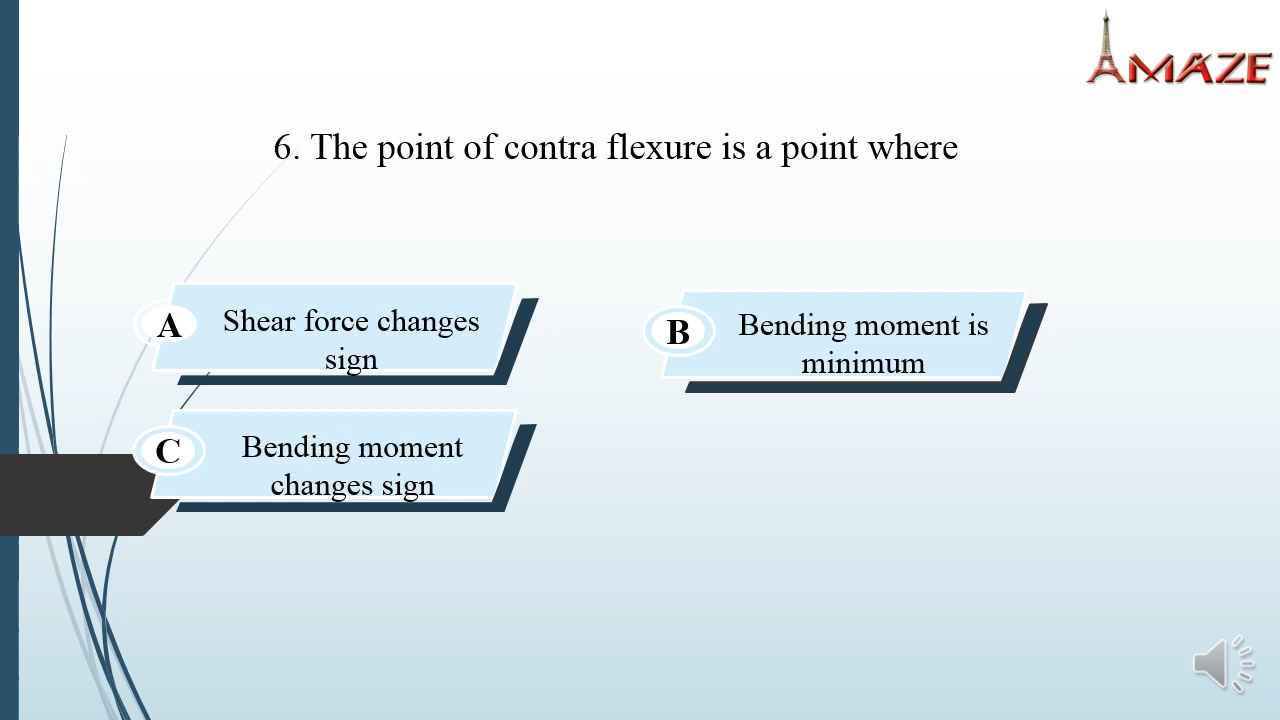 AMAZE
6. The point of contra flexure is a point where
A
Shear force changes
sign
B
Bending moment is
minimum
C
Bending moment
changes sign